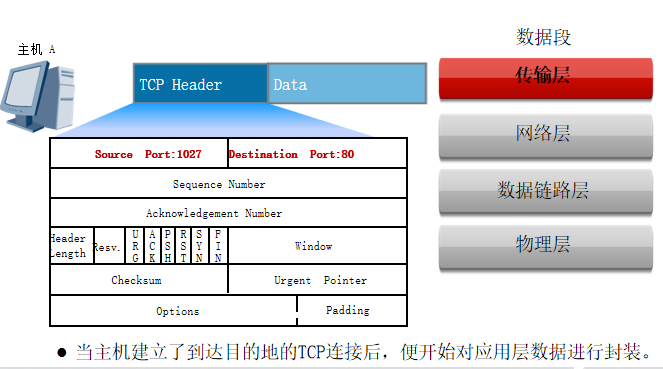 主机 A
数据段
TCP Header Data
传输层
Source Port:1027 Destination Port:80
网络层
Sequence Number
Acknowledgement Number
数据链路层
Header Length Resv. URG ACK PSH RST SYN FIN Window
物理层
Checksum Urgent Pointer
Options Padding
● 当主机建立了到达目的地的TCP连接后，便开始对应用层数据进行封装。